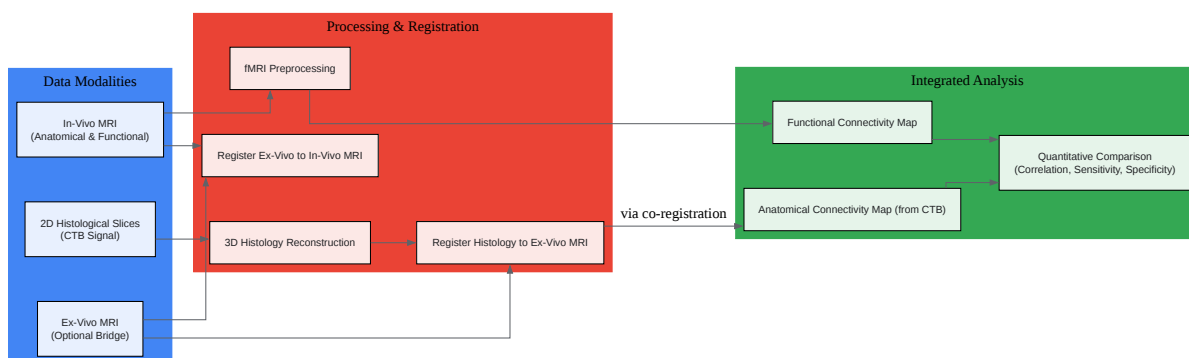 Processing & Registration
fMRI Preprocessing
Data Modalities
Integrated Analysis
In-Vivo MRI
(Anatomical & Functional)
Functional Connectivity Map
Register Ex-Vivo to In-Vivo MRI
Quantitative Comparison
(Correlation, Sensitivity, Specificity)
2D Histological Slices
(CTB Signal)
via co-registration
Anatomical Connectivity Map (from CTB)
3D Histology Reconstruction
Register Histology to Ex-Vivo MRI
Ex-Vivo MRI
(Optional Bridge)